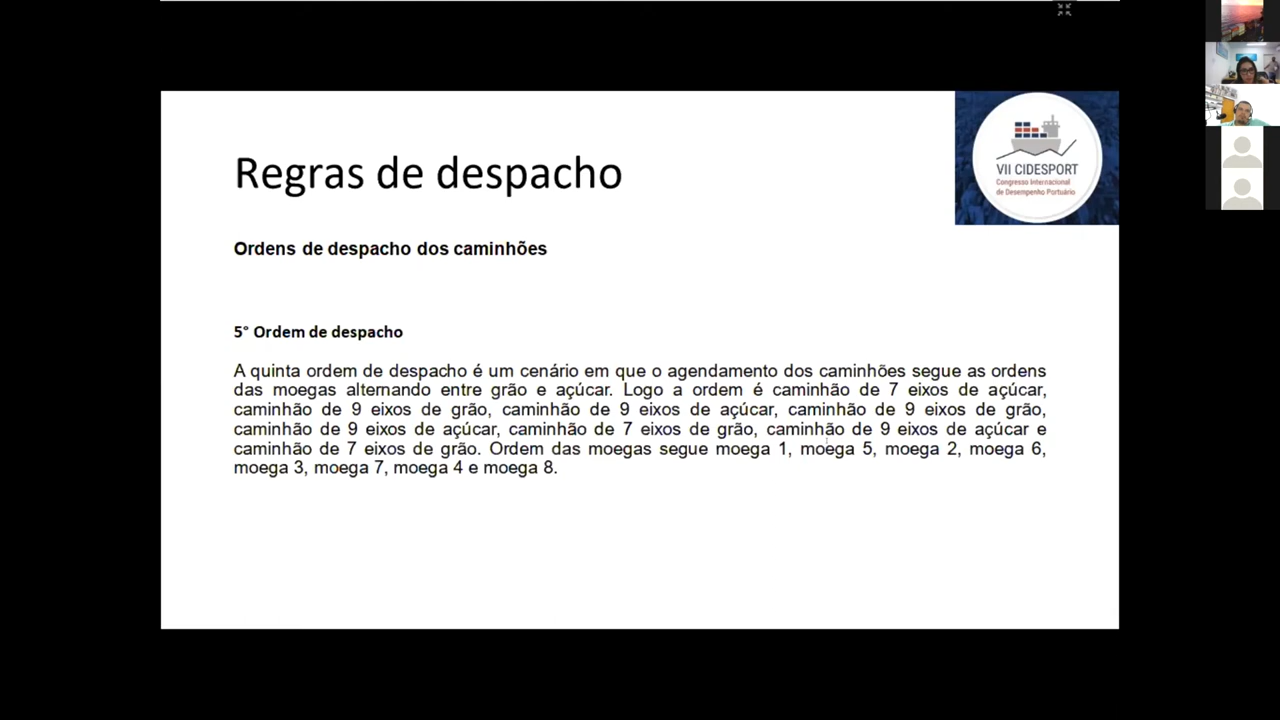 Regras de despacho
VII CIDESPORT
Congresso Internacional
de Desempenho Portuário
Ordens de despacho dos caminhões
5° Ordem de despacho
A quinta ordem de despacho é um cenário em que o agendamento dos caminhões segue as ordens
das moegas alternando entre grão e açúcar. Logo a ordem é caminhão de 7 eixos de açúcar,
caminhão de 9 eixos de grão, caminhão de 9 eixos de açúcar, caminhão de 9 eixos de grão,
caminhão de 9 eixos de açúcar, caminhão de 7 eixos de grão, caminhão de 9 eixos de açúcar e
caminhão de 7 eixos de grão. Ordem das moegas segue moega 1, moega 5, moega 2, moega 6,
moega 3, moega 7, moega 4 e moega 8.